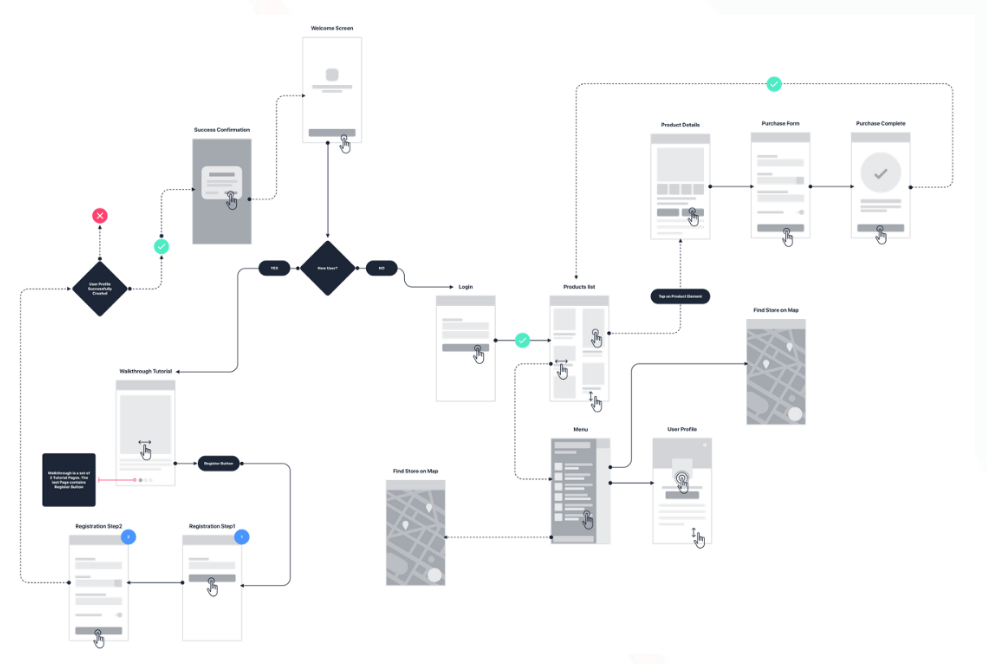 Welcome Screen
Success Confirmation
Product Details
Purchase Form
Purchase Complete
User Profile
Successfully
Created
YES
New User?
NO
Login
Products list
Tap on Product Element
Find Store on Map
Walkthrough Tutorial
Register Button
Walkthrough is a set of
3 Tutorial Pages. The
last Page contains
Register Button
Menu
User Profile
Find Store on Map
Registration Step2
Registration Step1